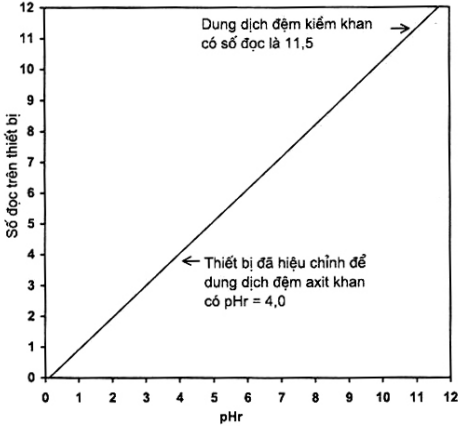 Dung dịch đệm kiềm khan
có số đọc là 11,5
Số đọc trên thiết bị
12
11
10
9
8
7
6
5
4
3
2
1
0
Thiết bị đã hiệu chỉnh để
dung dịch đệm axit khan
có pHr = 4,0
0 1 2 3 4 5 6 7 8 9 10 11 12
pHr